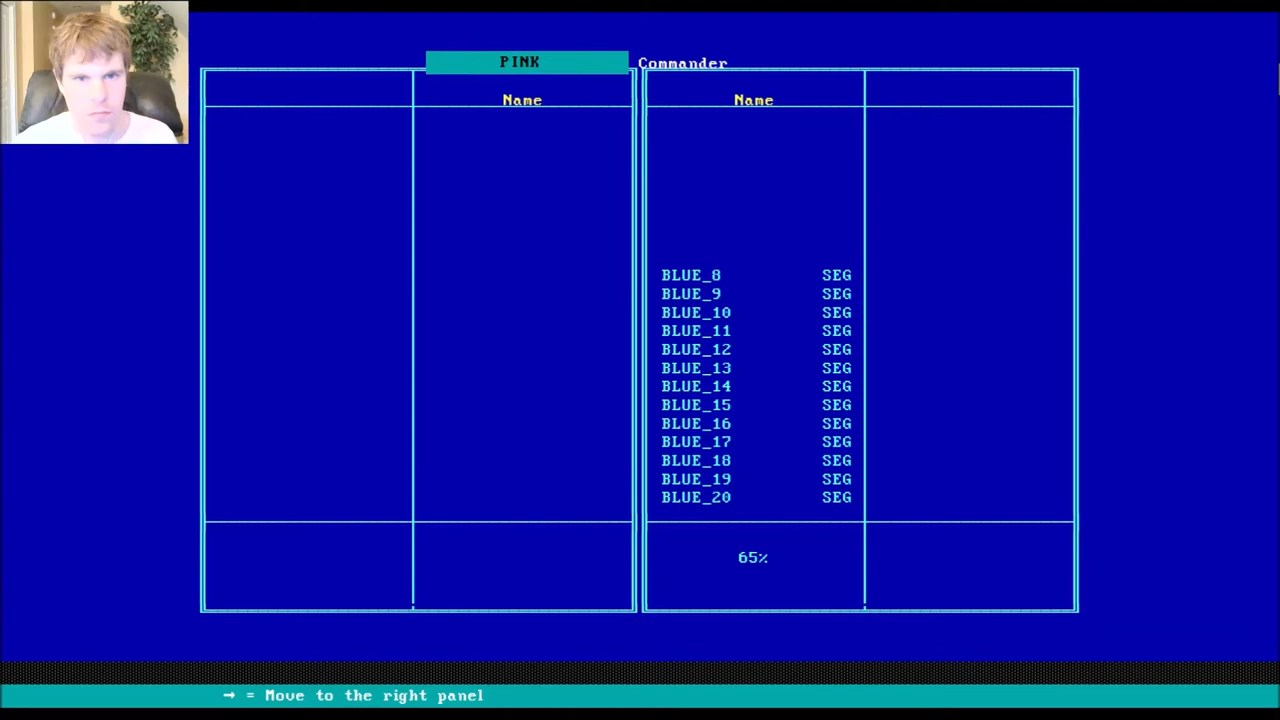 PINK Commander
Name Name
BLUE_8 SEG
BLUE_9 SEG
BLUE_10 SEG
BLUE_11 SEG
BLUE_12 SEG
BLUE_13 SEG
BLUE_14 SEG
BLUE_15 SEG
BLUE_16 SEG
BLUE_17 SEG
BLUE_18 SEG
BLUE_19 SEG
BLUE_20 SEG
65%
→ = Move to the right panel